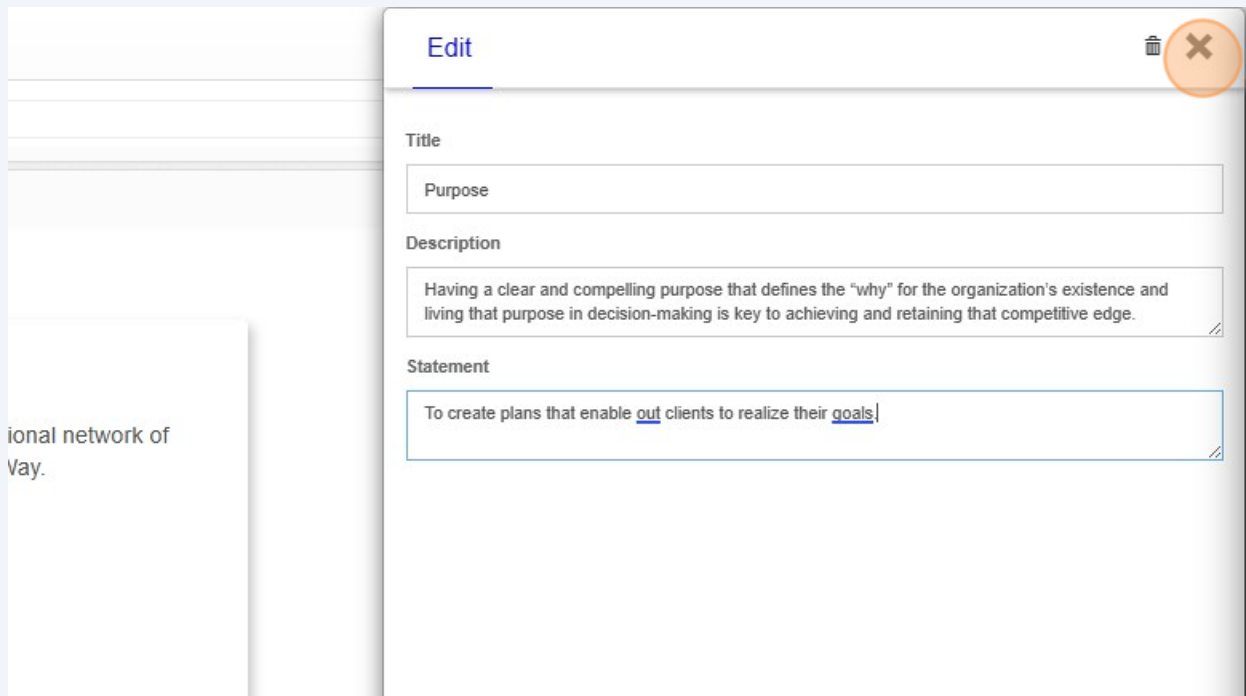 Edit
Title
Purpose
Description
Having a clear and compelling purpose that defines the “why” for the organization’s existence and
living that purpose in decision-making is key to achieving and retaining that competitive edge.
Statement
To create plans that enable out clients to realize their goals.
ional network of
Way.